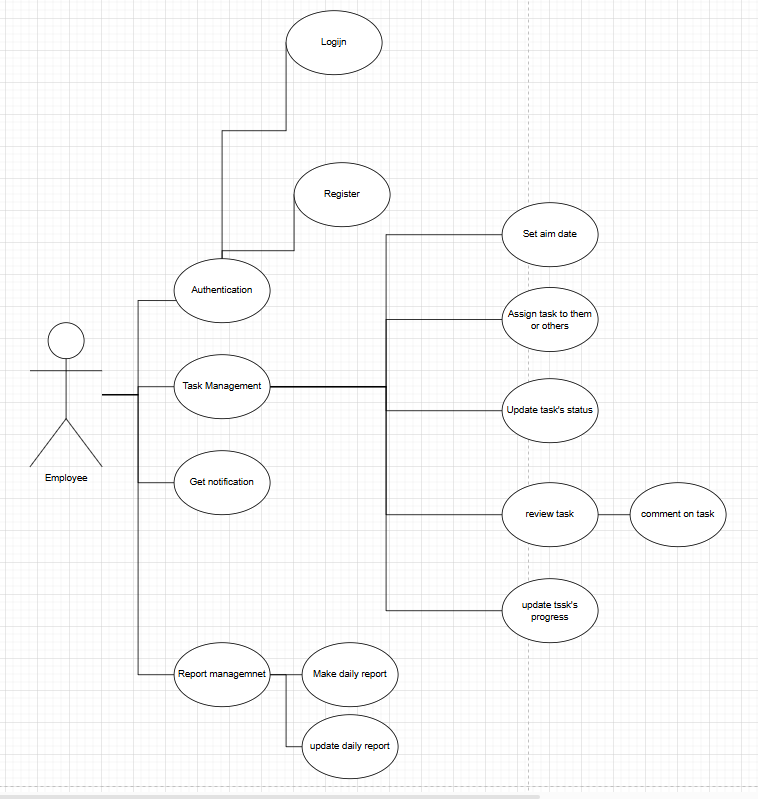 Logijn
Register
Set aim date
Authentication
Assign task to them
or others
Task Management
Update task's status
Employee
Get notification
review task
comment on task
update tssk's
progress
Report managemnet
Make daily report
update daily report